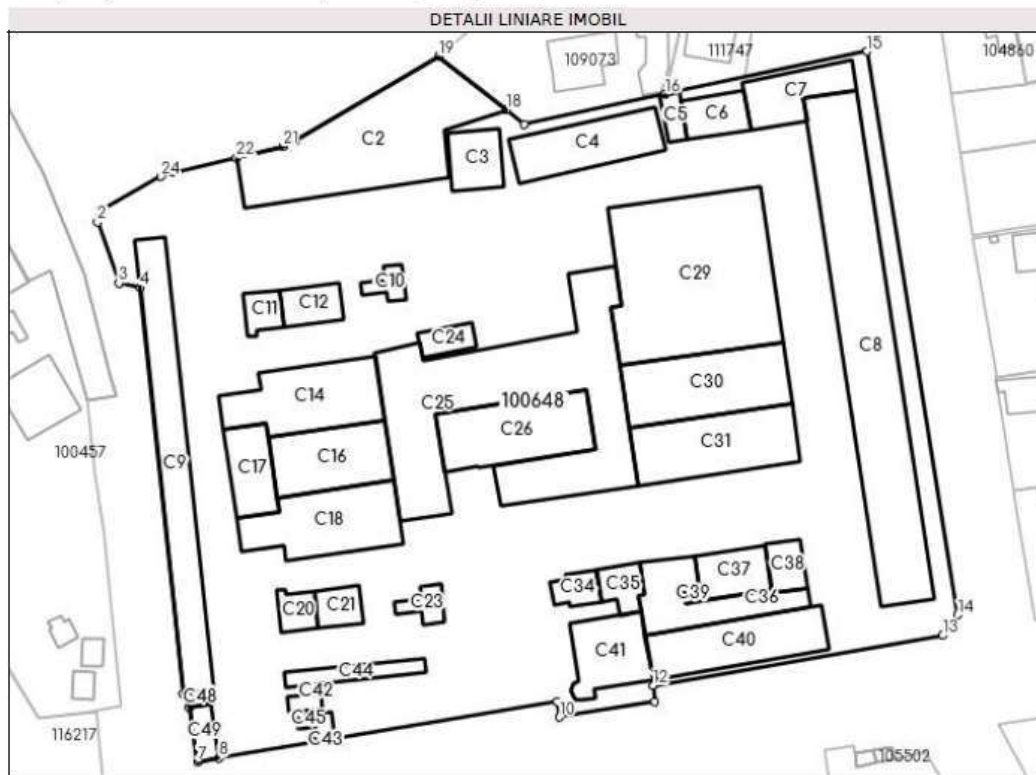 DETALII LINIARE IMOBIL
19
15
109073
111747
104860
16
18
C7
C5
C6
21
C2
C4
22
C3
24
2
3
4
C10
C29
C11
C12
C24
C8
C30
C14
C25
100648
C26
C31
100457
C9
C17
C16
C18
C34
C35
C37
C38
C39
C36
C20
C21
C23
14
13
C41
C40
C44
12
C48
C42
C45
10
C49
C43
116217
7
8
105502